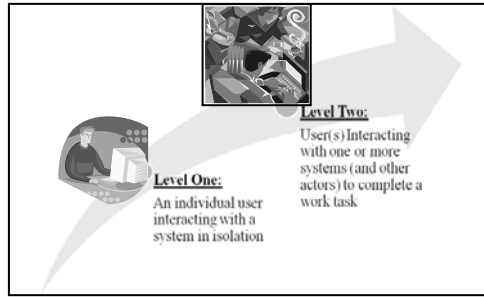 Level One:
An individual user
interacting with a
system in isolation
Level Two:
User(s) Interacting
with one or more
systems (and other
actors) to complete a
work task